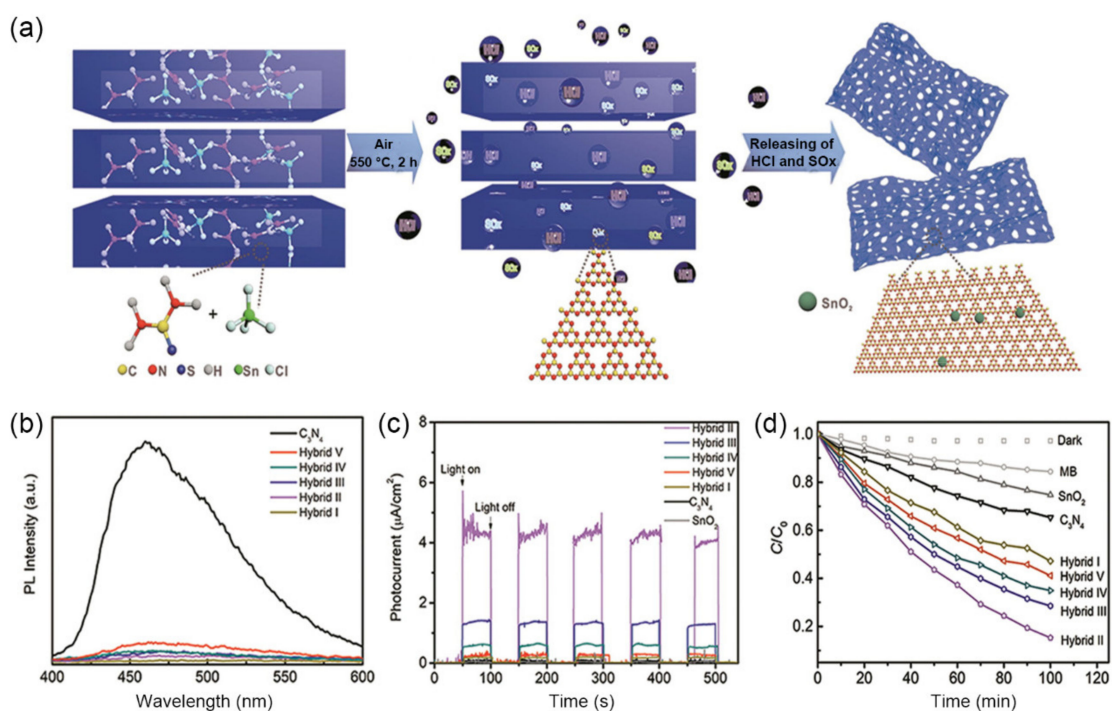 (a)
HCl
SOx
Air
550 °C, 2 h
Releasing of
HCl and SOx
+
C N S H Sn Cl
SnO₂
(b)
PL Intensity (a.u.)
C₃N₄
Hybrid V
Hybrid IV
Hybrid III
Hybrid II
Hybrid I
400 450 500 550 600
Wavelength (nm)
(c)
Photocurrent (μA/cm²)
8
6
4
2
0
Light on
Light off
Hybrid II
Hybrid III
Hybrid IV
Hybrid V
Hybrid I
C₃N₄
SnO₂
0 100 200 300 400 500
Time (s)
(d)
C/C₀
1.0
0.8
0.6
0.4
0.2
Dark
MB
SnO₂
C₃N₄
Hybrid I
Hybrid V
Hybrid IV
Hybrid III
Hybrid II
0 20 40 60 80 100 120
Time (min)